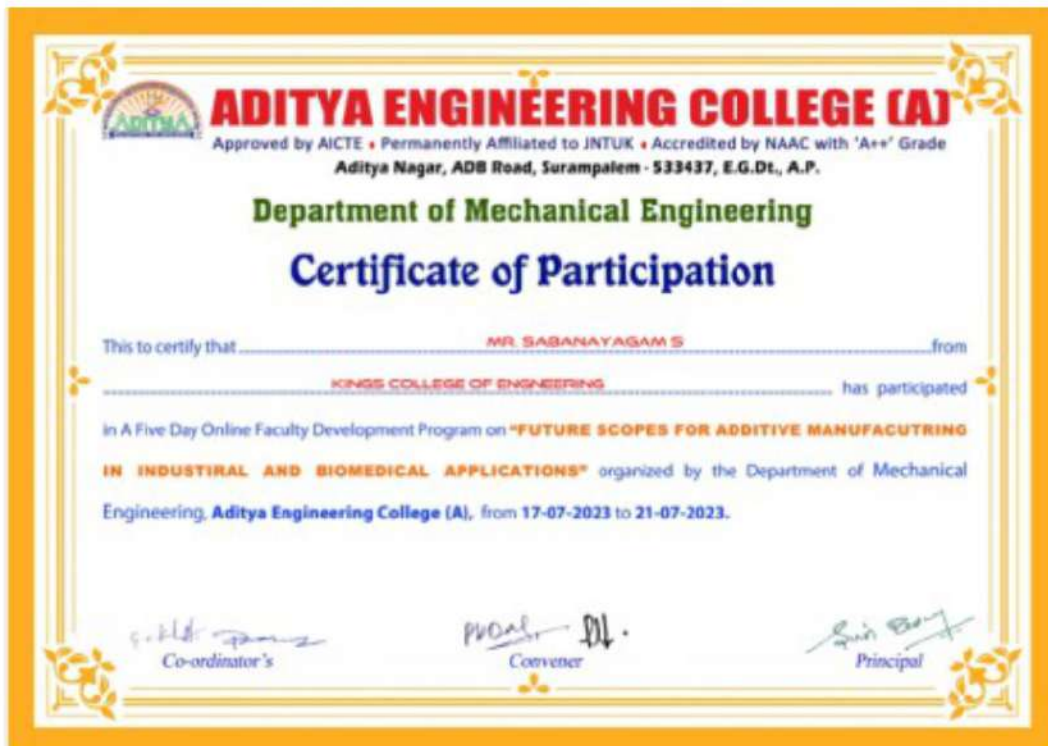 ADITYA
ADITYA ENGINEERING COLLEGE (A)
Approved by AICTE • Permanently Affiliated to JNTUK • Accredited by NAAC with 'A++' Grade
Aditya Nagar, ADB Road, Surampalem - 533437, E.G.Dt., A.P.
Department of Mechanical Engineering
Certificate of Participation
This to certify that MR. SABANAYAGAM S from
KINGS COLLEGE OF ENGNEERING has participated
in A Five Day Online Faculty Development Program on "FUTURE SCOPES FOR ADDITIVE MANUFACUTRING
IN INDUSTIRAL AND BIOMEDICAL APPLICATIONS" organized by the Department of Mechanical
Engineering, Aditya Engineering College (A), from 17-07-2023 to 21-07-2023.
Co-ordinator's Convener Principal